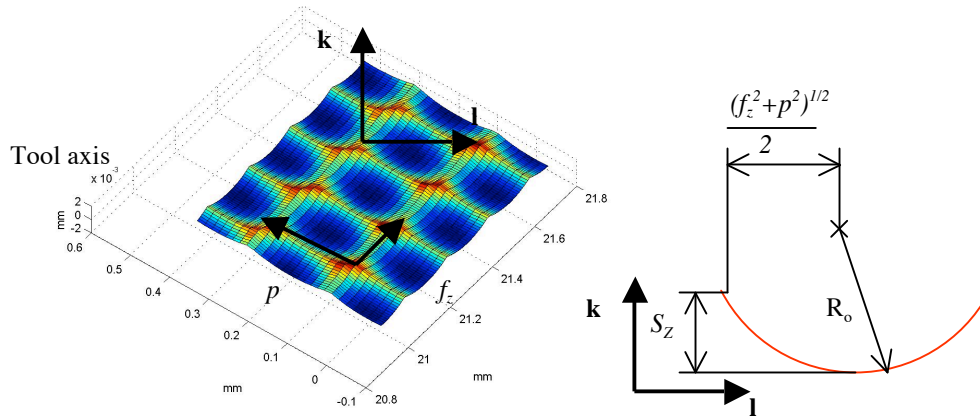 k
l
Tool axis
x 10⁻³
2
0
-2
mm
0.6
0.5
0.4
0.3
0.2
0.1
0
-0.1
mm
20.8
21
21.2
21.4
21.6
21.8
mm
p
f_z
(f_z²+p²)^{1/2}
2
k
S_Z
R_o
l